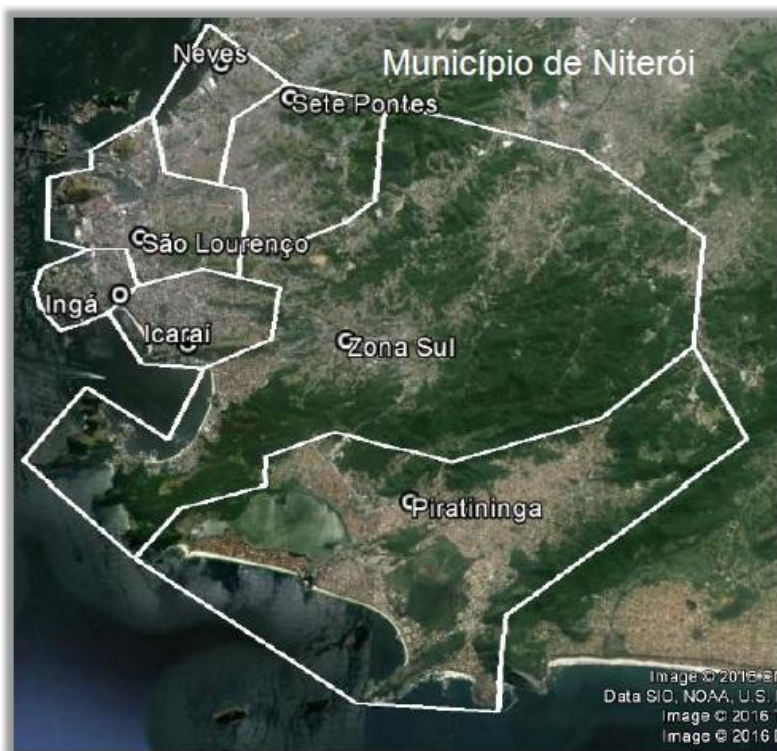 Neves
Município de Niterói
Sete Pontes
São Lourenço
Ingá
Icaraí
Zona Sul
Piratininga
Image © 2016
Data SIO, NOAA, U.S.
Image © 2016
Image © 2016